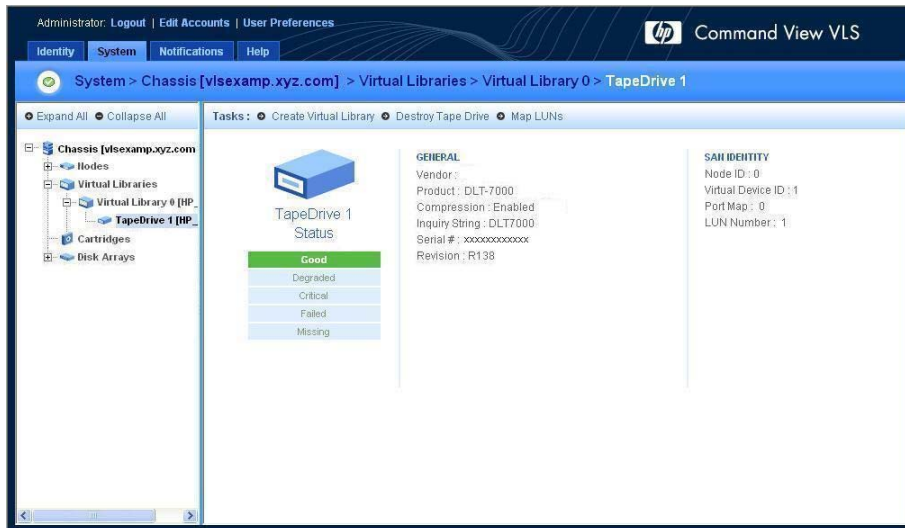 Administrator: Logout | Edit Accounts | User Preferences
hp Command View VLS
Identity System Notifications Help
System > Chassis [vlsexamp.xyz.com] > Virtual Libraries > Virtual Library 0 > TapeDrive 1
Expand All Collapse All
Tasks : Create Virtual Library Destroy Tape Drive Map LUNs
Chassis [vlsexamp.xyz.com
Nodes
Virtual Libraries
Virtual Library 0 [HP_
TapeDrive 1 [HP_
Cartridges
Disk Arrays
TapeDrive 1
Status
Good
Degraded
Critical
Failed
Missing
GENERAL
Vendor :
Product : DLT-7000
Compression : Enabled
Inquiry String : DLT7000
Serial # : xxxxxxxxxxxx
Revision : R138
SAN IDENTITY
Node ID : 0
Virtual Device ID : 1
Port Map : 0
LUN Number : 1